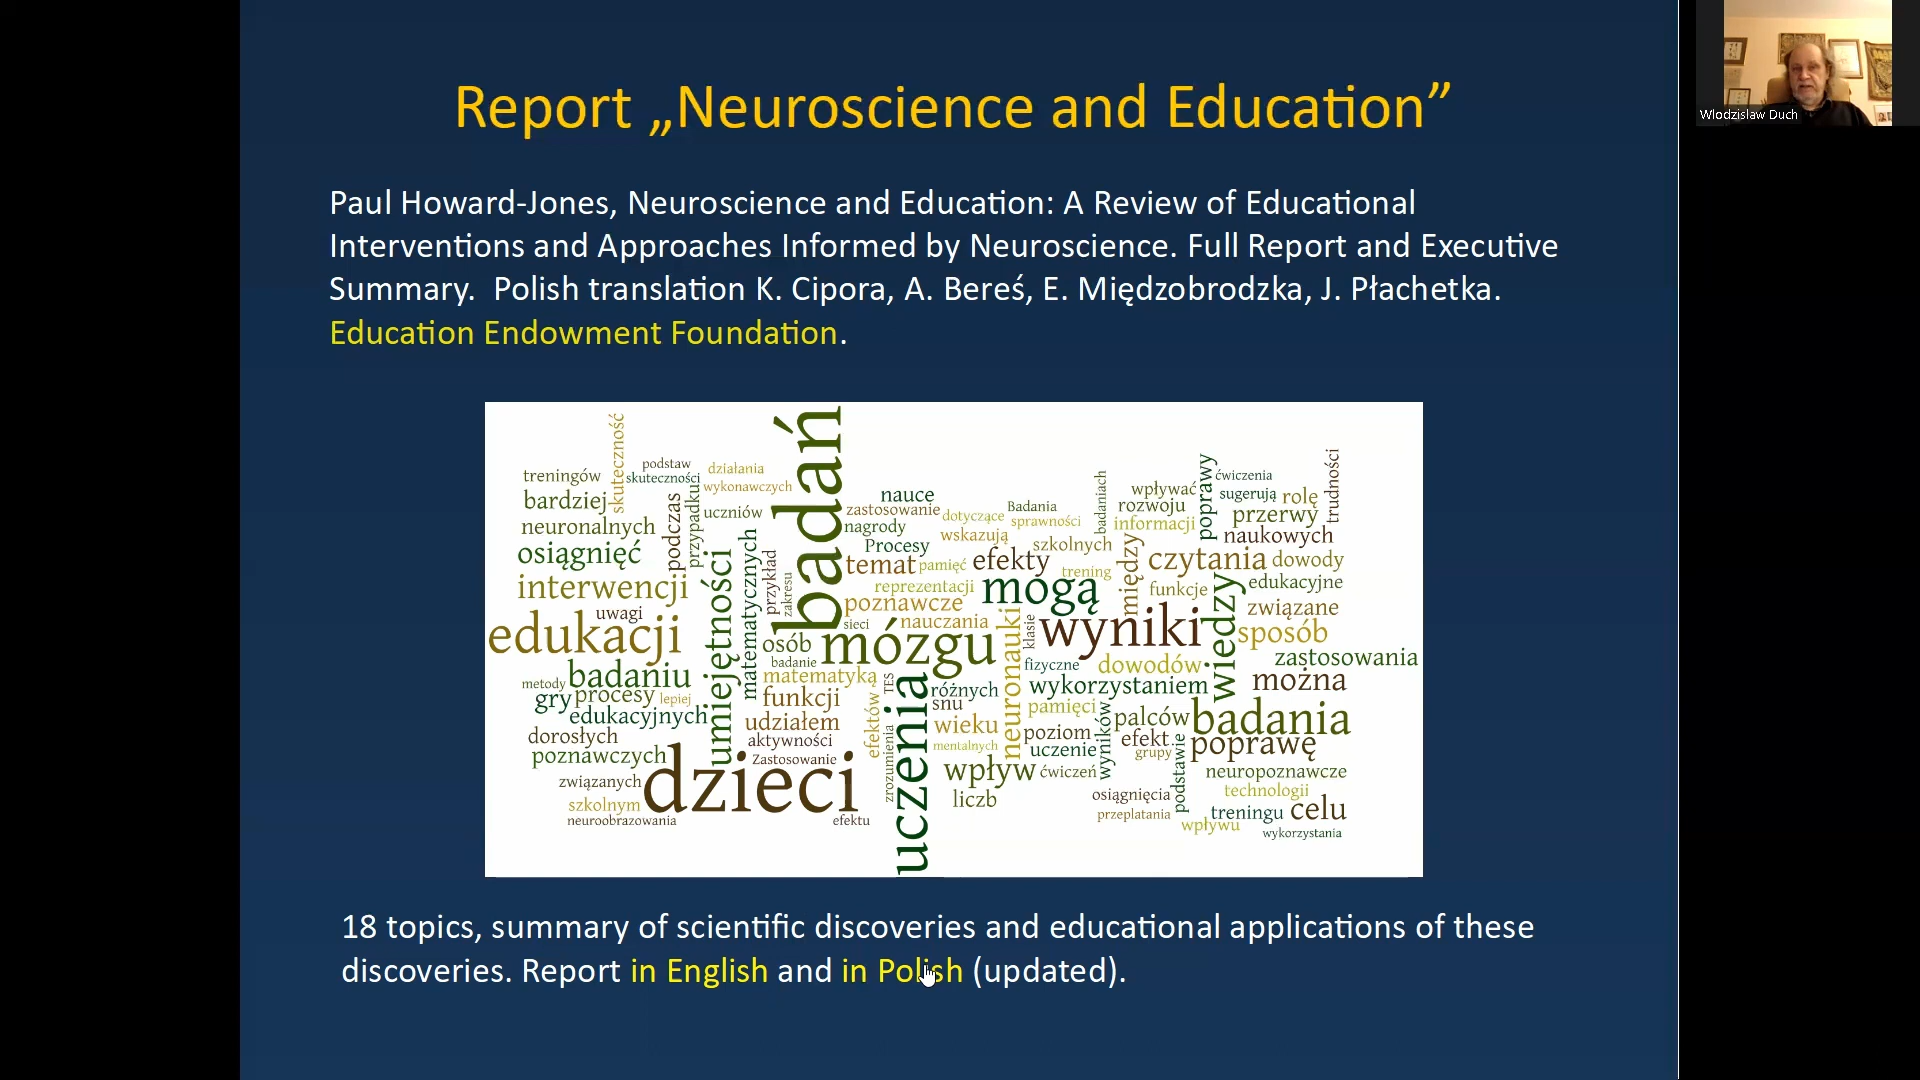 Report „Neuroscience and Education”
Wlodzislaw Duch
Paul Howard-Jones, Neuroscience and Education: A Review of Educational
Interventions and Approaches Informed by Neuroscience. Full Report and Executive
Summary.  Polish translation K. Cipora, A. Bereś, E. Międzobrodzka, J. Płachetka.
Education Endowment Foundation.
skuteczność
podstaw
działania
treningów
skuteczności
wykonawczych
bardziej
podczas
przypadku
uczniów
neuronalnych
osiągnięć
interwencji
uwagi
edukacji
umiejętności
matematycznych
przykład
zakresu
badań
nauce
zastosowanie
nagrody
dotyczące
Badania
sprawności
badaniach
wpływać
rozwoju
informacji
poprawy
ćwiczenia
sugerują
rolę
trudności
przerwy
naukowych
Procesy
wskazują
szkolnych
między
czytania
dowody
temat
pamięć
efekty
trening
reprezentacji
mogą
funkcje
edukacyjne
poznawcze
związane
sieci
nauczania
neuronauki
klasie
wyniki
wiedzy
sposób
osób
mózgu
badanie
matematyką
fizyczne
dowodów
zastosowania
badaniu
metody
gry
procesy
lepiej
funkcji
efektów
TES
różnych
snu
wykorzystaniem
można
edukacyjnych
udziałem
uczenia
wieku
pamięci
wyników
palców
badania
dorosłych
aktywności
mentalnych
poziom
efekt
poprawę
poznawczych
Zastosowanie
zrozumienia
uczenie
grupy
podstawie
związanych
dzieci
wpływ
ćwiczeń
neuropoznawcze
szkolnym
liczb
osiągnięcia
technologii
neuroobrazowania
efektu
przeplatania
treningu
celu
wpływu
wykorzystania
18 topics, summary of scientific discoveries and educational applications of these
discoveries. Report in English and in Polish (updated).